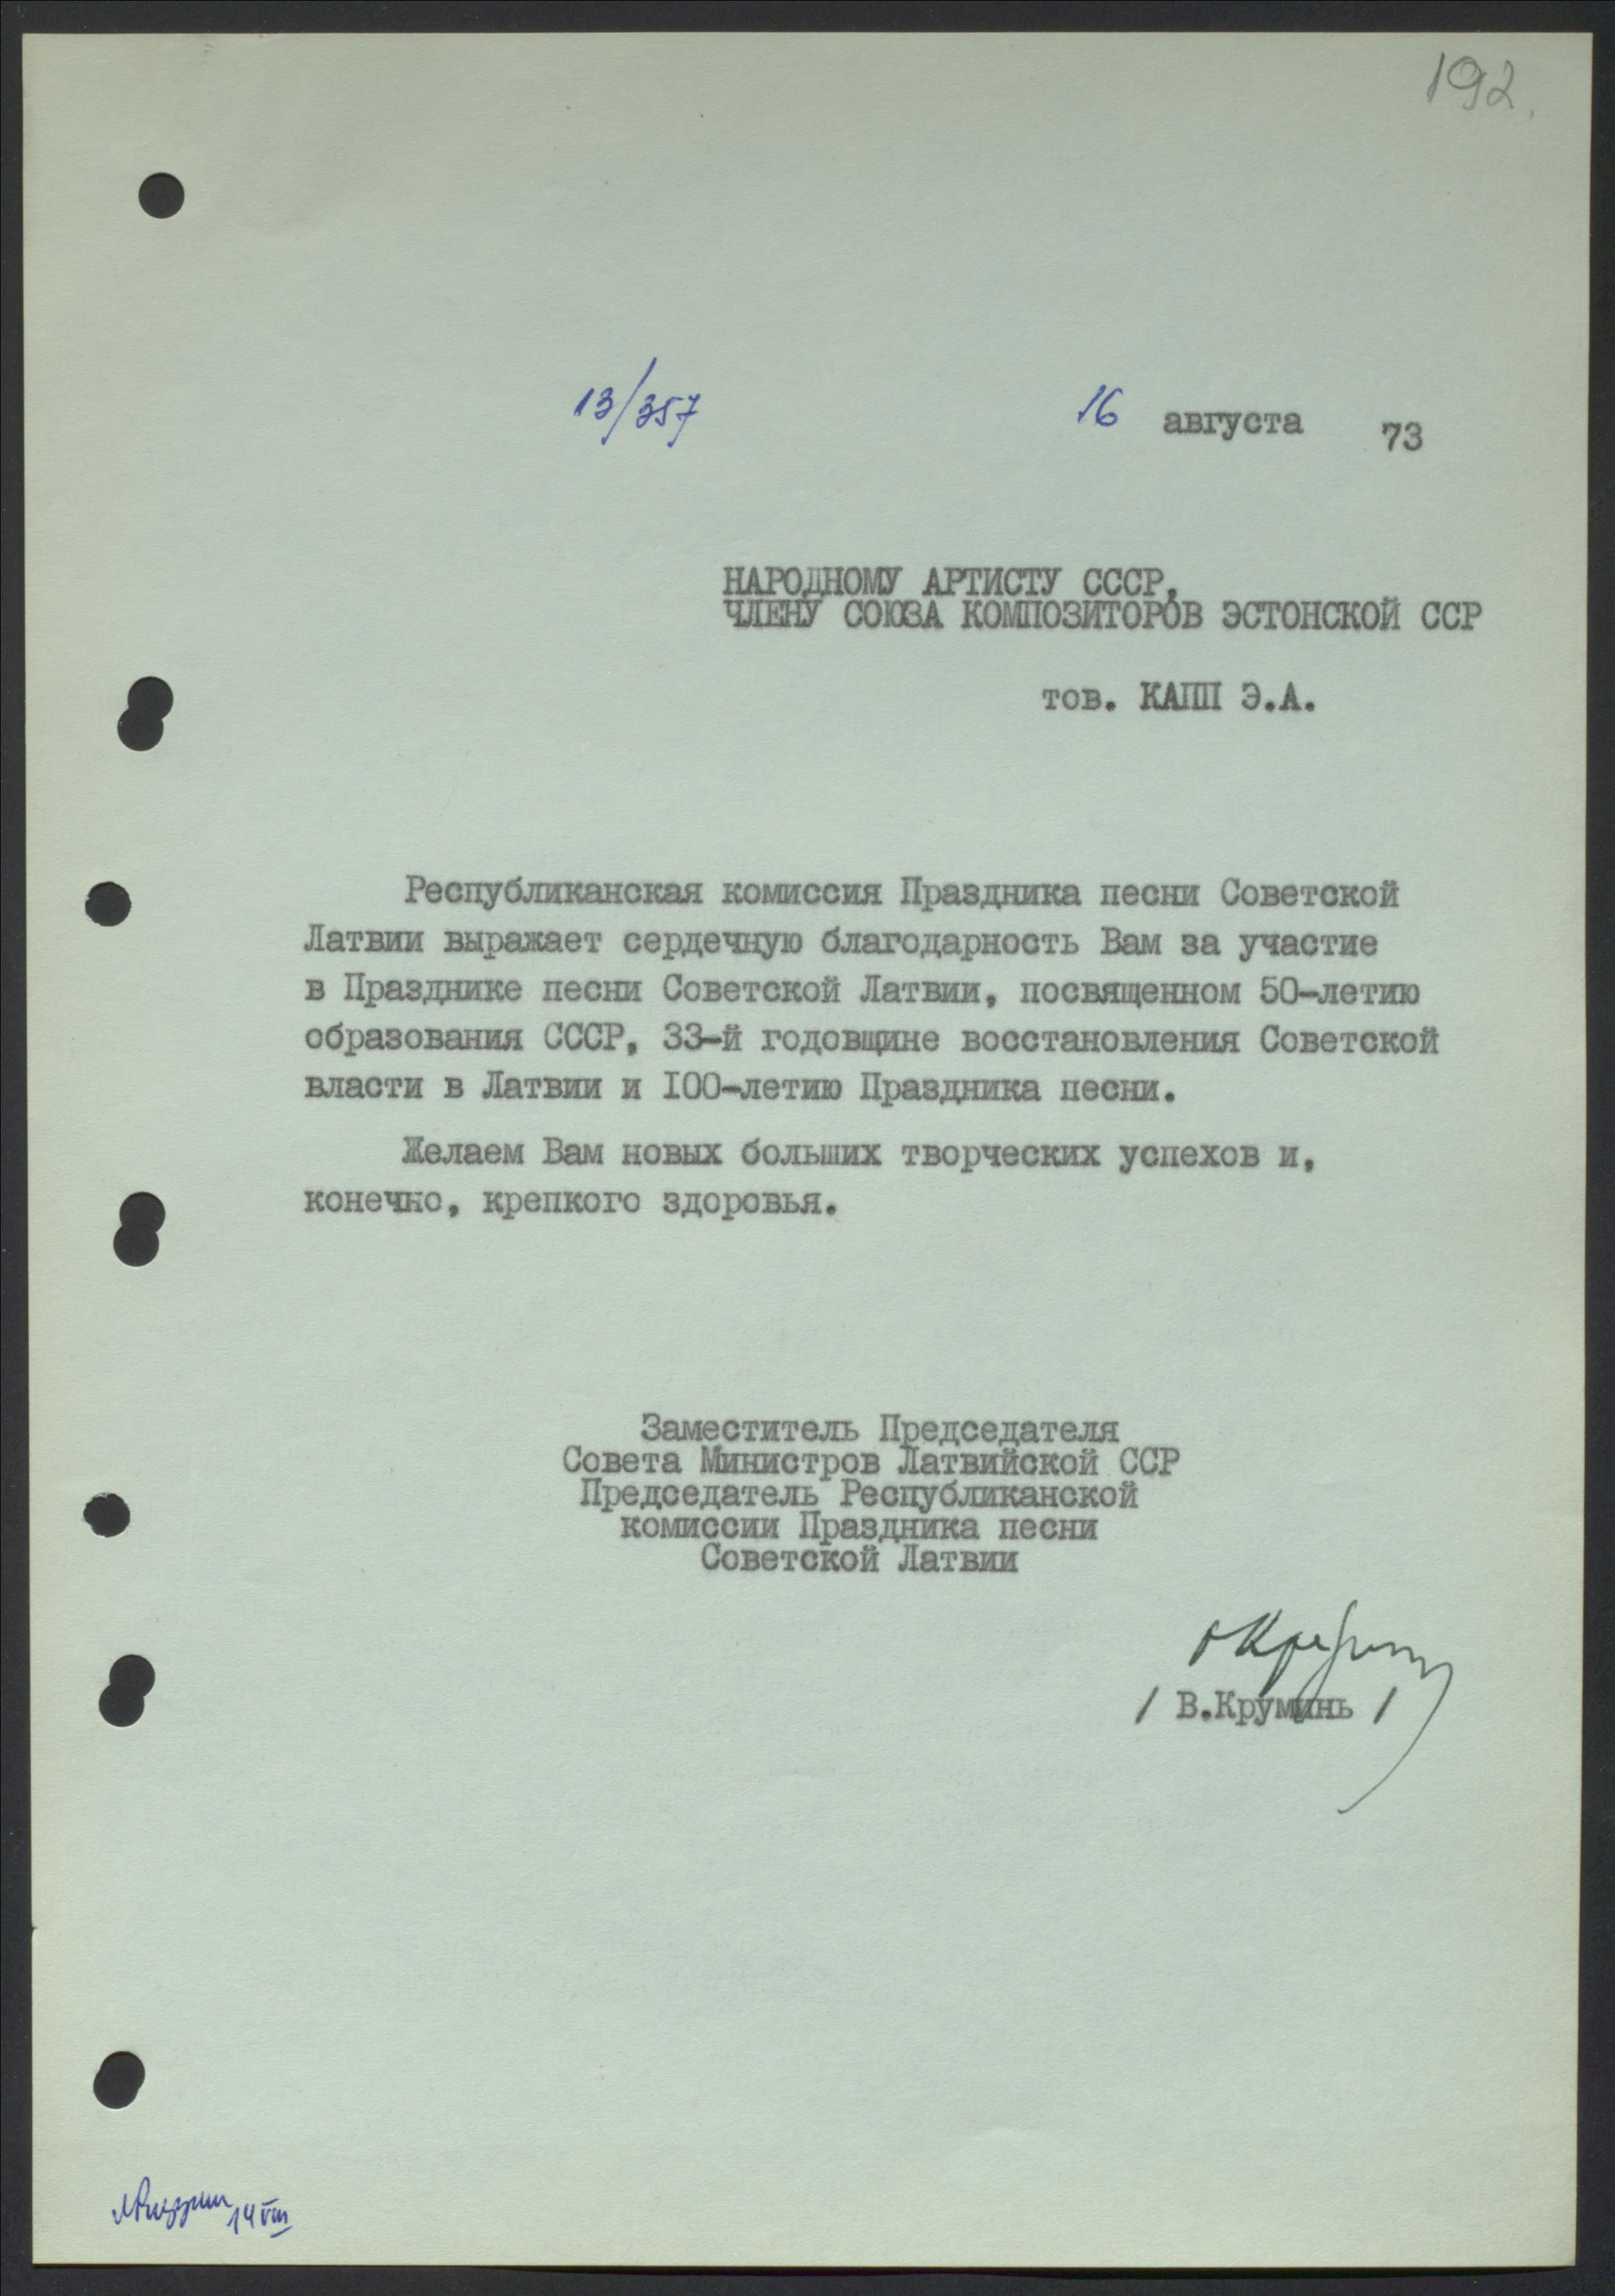 192.
13/357 16 августа 73
НАРОДНОМУ АРТИСТУ СССР,
ЧЛЕНУ СОЮЗА КОМПОЗИТОРОВ ЭСТОНСКОЙ ССР
тов. КАПП Э.А.
Республиканская комиссия Праздника песни Советской
Латвии выражает сердечную благодарность Вам за участие
в Празднике песни Советской Латвии, посвященном 50-летию
образования СССР, 33-й годовщине восстановления Советской
власти в Латвии и I00-летию Праздника песни.
Желаем Вам новых больших творческих успехов и,
конечно, крепкого здоровья.
Заместитель Председателя
Совета Министров Латвийской ССР
Председатель Республиканской
комиссии Праздника песни
Советской Латвии
/ В.Круминь /
14 VIII